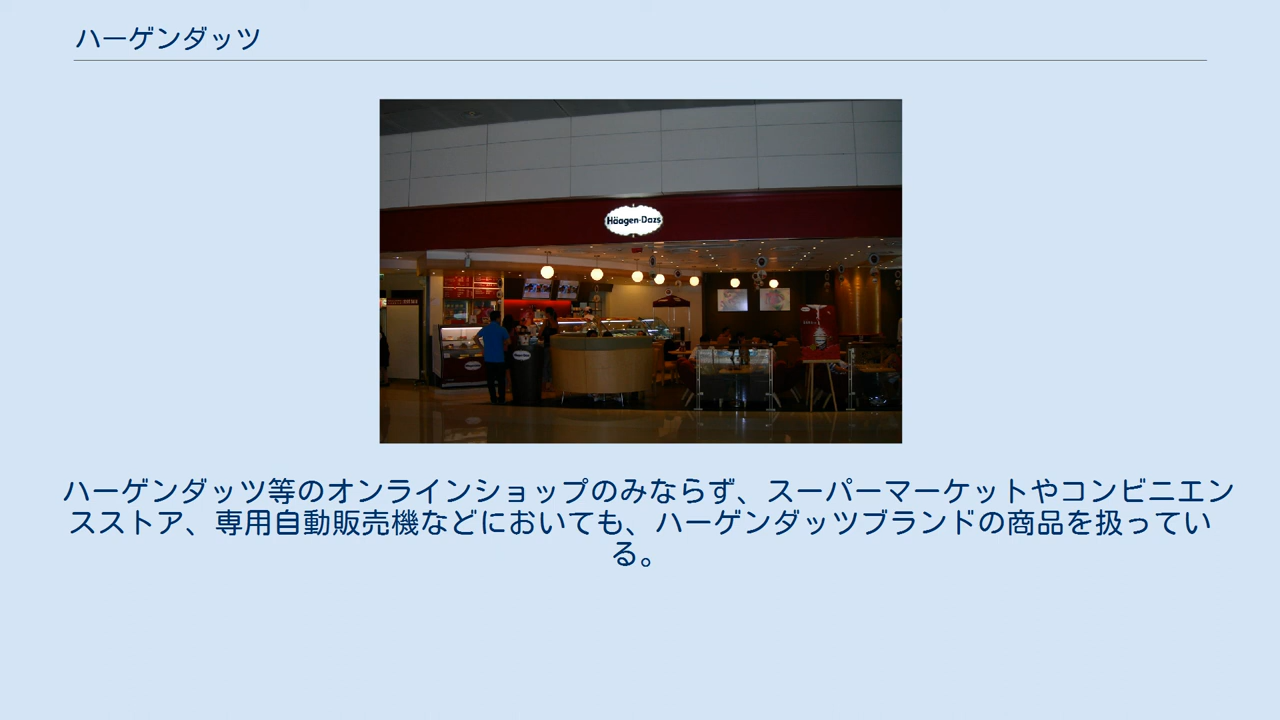 ハーゲンダッツ
Häagen-Dazs
ハーゲンダッツ等のオンラインショップのみならず、スーパーマーケットやコンビニエン
スストア、専用自動販売機などにおいても、ハーゲンダッツブランドの商品を扱ってい
る。